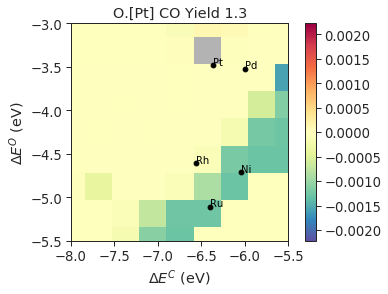 O.[Pt] CO Yield 1.3
ΔE^O (eV)
−3.0
−3.5
−4.0
−4.5
−5.0
−5.5
Pt
Pd
Rh
Ni
Ru
−8.0 −7.5 −7.0 −6.5 −6.0 −5.5
ΔE^C (eV)
0.0020
0.0015
0.0010
0.0005
0.0000
−0.0005
−0.0010
−0.0015
−0.0020